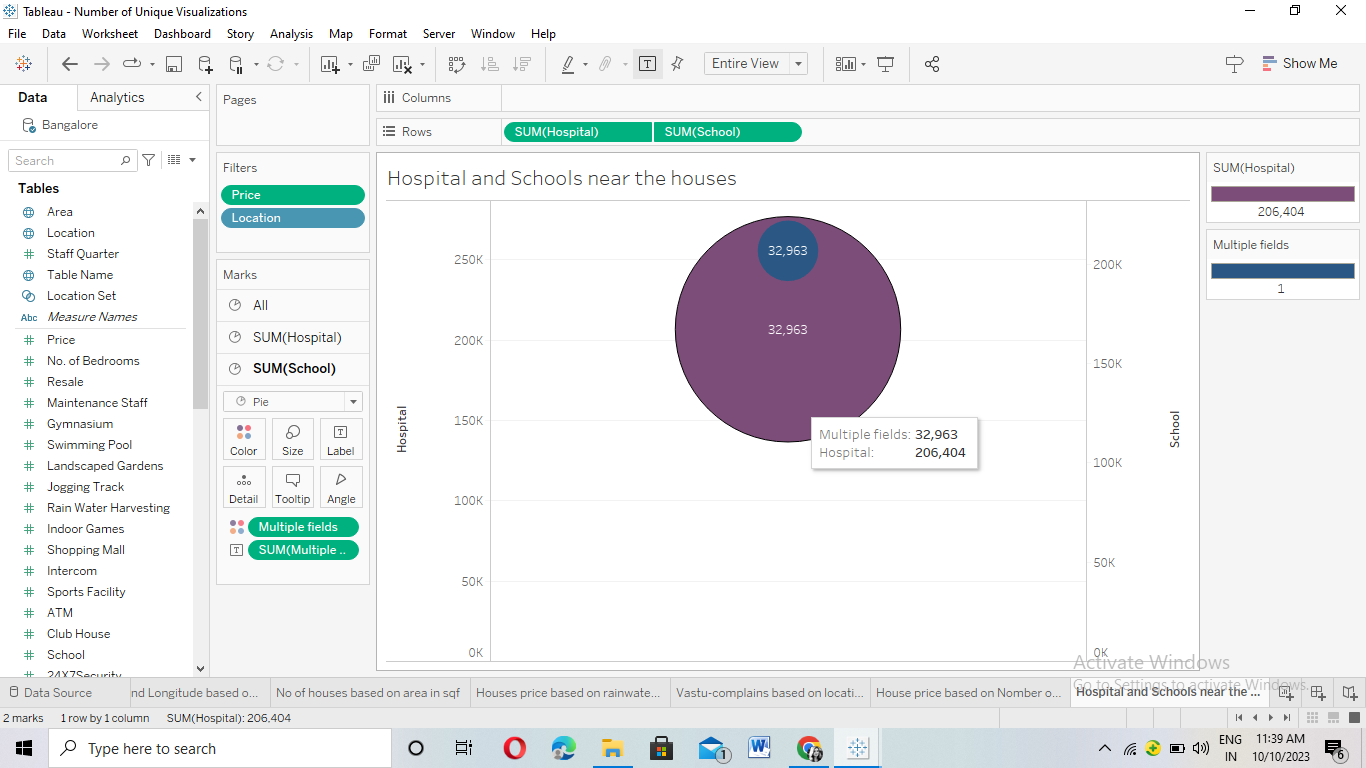 Tableau - Number of Unique Visualizations
File Data Worksheet Dashboard Story Analysis Map Format Server Window Help
Entire View
Show Me
Data Analytics
Bangalore
Search
Tables
Area
Location
Staff Quarter
Table Name
Location Set
Abc Measure Names
Price
No. of Bedrooms
Resale
Maintenance Staff
Gymnasium
Swimming Pool
Landscaped Gardens
Jogging Track
Rain Water Harvesting
Indoor Games
Shopping Mall
Intercom
Sports Facility
ATM
Club House
School
24X7Security
Pages
Filters
Price
Location
Marks
All
SUM(Hospital)
SUM(School)
Pie
Color Size Label
Detail Tooltip Angle
Multiple fields
SUM(Multiple ..
Columns
Rows SUM(Hospital) SUM(School)
Hospital and Schools near the houses
Hospital
250K
200K
150K
100K
50K
0K
32,963
32,963
Multiple fields: 32,963
Hospital: 206,404
200K
150K
100K
50K
0K
School
SUM(Hospital)
206,404
Multiple fields
1
Activate Windows
Go to Settings to activate Windows.
Data Source nd Longitude based o... No of houses based on area in sqf Houses price based on rainwate... Vastu-complains based on locati... House price based on Nomber o... Hospital and Schools near the ...
2 marks 1 row by 1 column SUM(Hospital): 206,404
Type here to search
1
W
ENG
IN
11:39 AM
10/10/2023
6